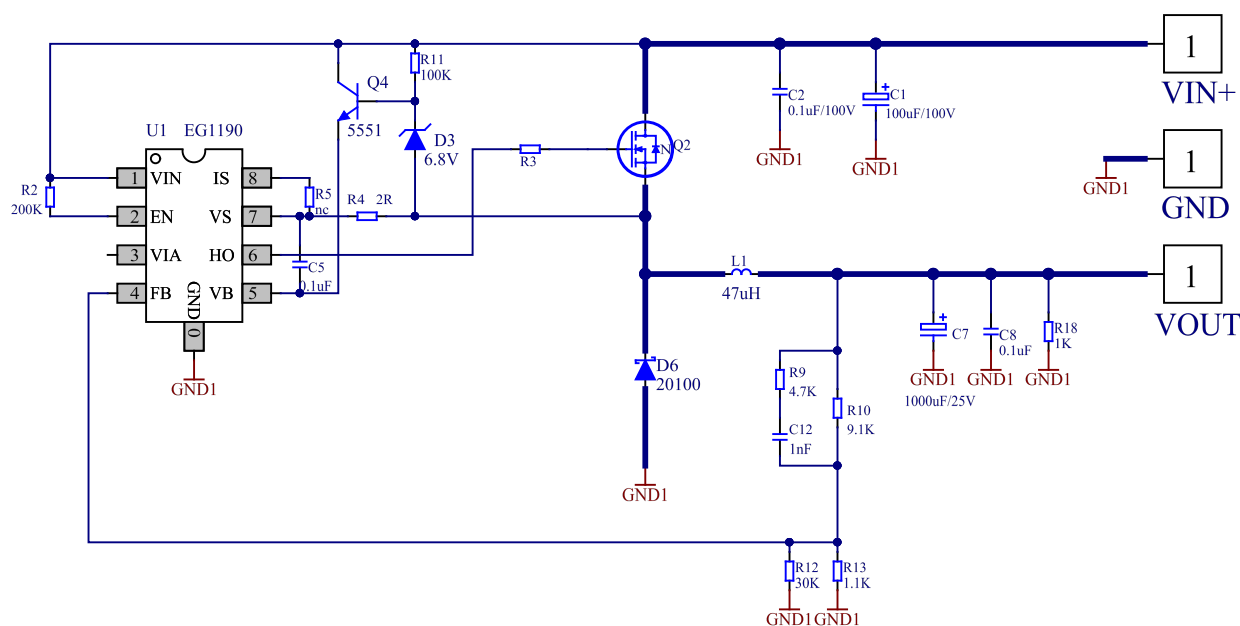 1
VIN+
R11
100K
Q4
5551
C2
0.1uF/100V
+
C1
100uF/100V
GND1
GND1
U1 EG1190
D3
6.8V
R3
N
Q2
1
GND
GND1
R2
200K
1 VIN IS 8
2 EN VS 7
3 VIA HO 6
4 FB GND VB 5
0
GND1
R5
nc
R4 2R
C5
0.1uF
L1
47uH
1
VOUT
+
C7
GND1
1000uF/25V
C8
0.1uF
GND1
R18
1K
GND1
D6
20100
GND1
R9
4.7K
C12
1nF
R10
9.1K
R12
30K
R13
1.1K
GND1
GND1